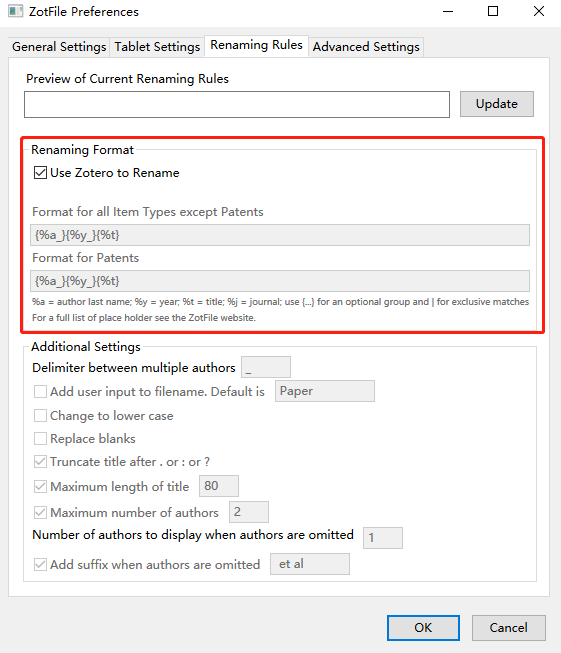 ZotFile Preferences
General Settings Tablet Settings Renaming Rules Advanced Settings
Preview of Current Renaming Rules
Update
Renaming Format
Use Zotero to Rename
Format for all Item Types except Patents
{%a_}{%y_}{%t}
Format for Patents
{%a_}{%y_}{%t}
%a = author last name; %y = year; %t = title; %j = journal; use {...} for an optional group and | for exclusive matches
For a full list of place holder see the ZotFile website.
Additional Settings
Delimiter between multiple authors _
Add user input to filename. Default is Paper
Change to lower case
Replace blanks
Truncate title after . or : or ?
Maximum length of title 80
Maximum number of authors 2
Number of authors to display when authors are omitted 1
Add suffix when authors are omitted et al
OK Cancel